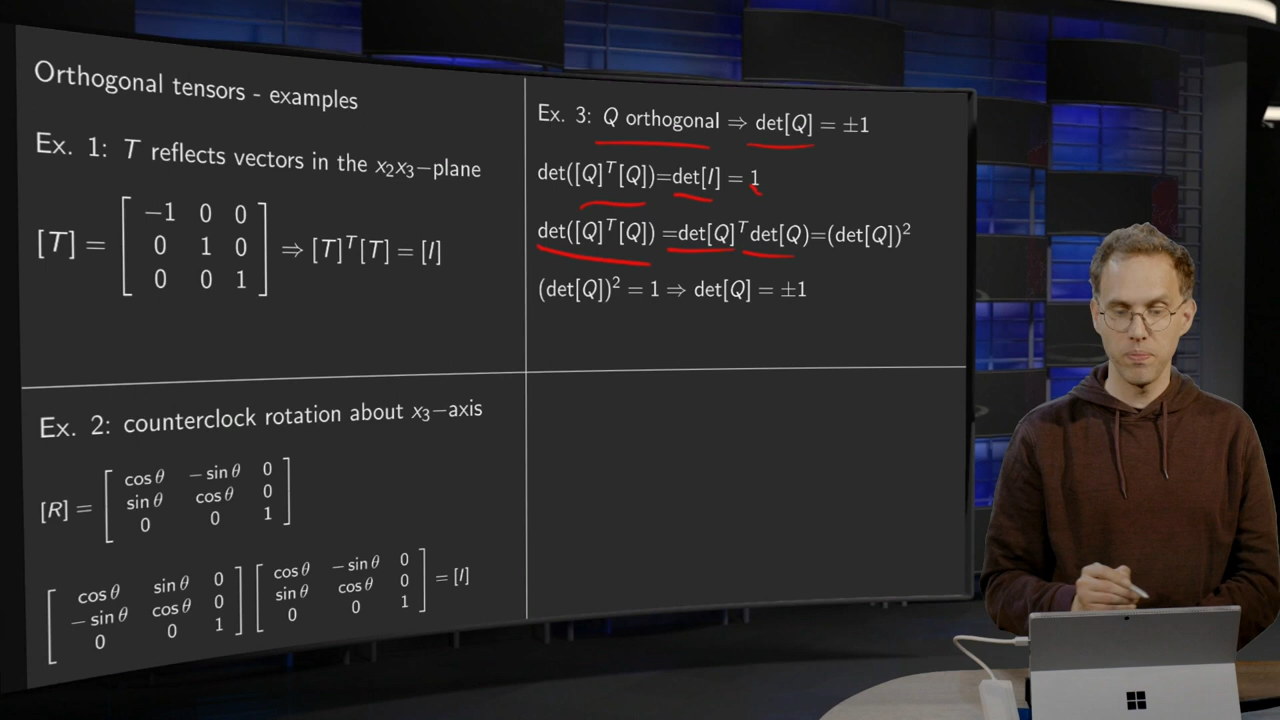 Orthogonal tensors - examples
Ex. 1: T reflects vectors in the x₂x₃−plane
[T] = [ −1 0 0
0 1 0
0 0 1 ] ⇒ [T]ᵀ[T] = [I]
Ex. 2: counterclock rotation about x₃−axis
[R] = [ cos θ − sin θ 0
sin θ cos θ 0
0 0 1 ]
[ cos θ sin θ 0
− sin θ cos θ 0
0 0 1 ] [ cos θ − sin θ 0
sin θ cos θ 0
0 0 1 ] = [I]
Ex. 3: Q orthogonal ⇒ det[Q] = ±1
det([Q]ᵀ[Q])=det[I] = 1
det([Q]ᵀ[Q]) =det[Q]ᵀdet[Q)=(det[Q])²
(det[Q])² = 1 ⇒ det[Q] = ±1